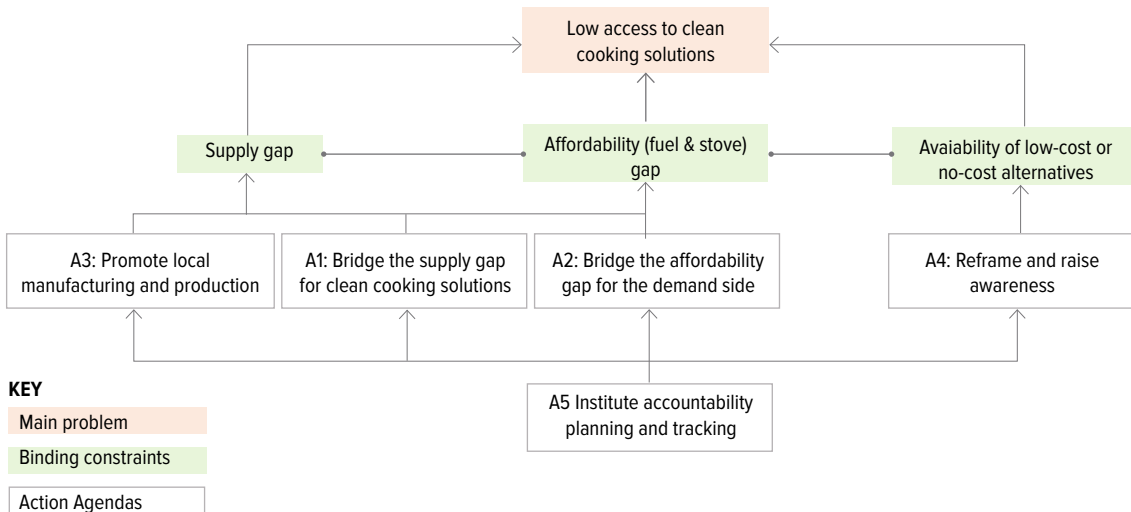 Low access to clean
cooking solutions
Supply gap
Affordability (fuel & stove)
gap
Avaiability of low-cost or
no-cost alternatives
A3: Promote local
manufacturing and production
A1: Bridge the supply gap
for clean cooking solutions
A2: Bridge the affordability
gap for the demand side
A4: Reframe and raise
awareness
A5 Institute accountability
planning and tracking
KEY
Main problem
Binding constraints
Action Agendas